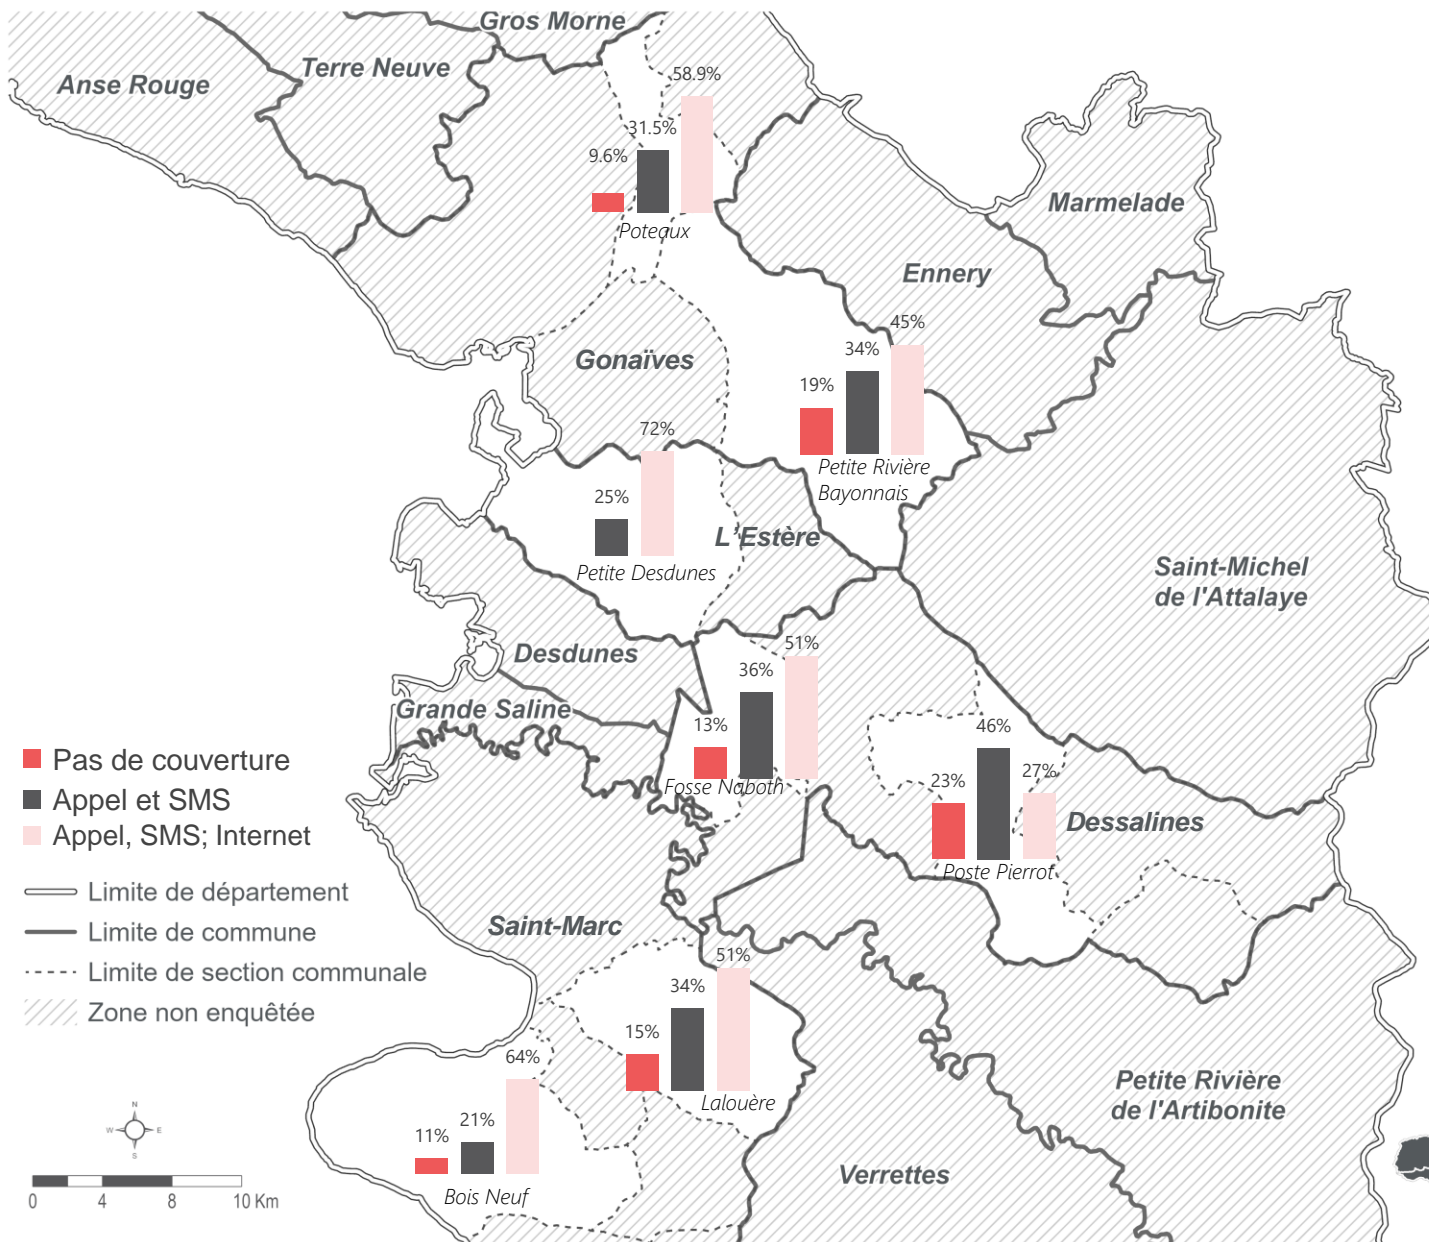 Gros Morne
Terre Neuve
Anse Rouge
58.9%
31.5%
9.6%
Poteaux
Marmelade
Ennery
Gonaïves
45%
34%
19%
Petite Rivière
Bayonnais
72%
25%
Petite Desdunes
L'Estère
Saint-Michel
de l'Attalaye
Desdunes
Grande Saline
51%
36%
13%
Fosse Naboth
46%
23%
27%
Dessalines
Poste Pierrot
Pas de couverture
Appel et SMS
Appel, SMS; Internet
Limite de département
Limite de commune
Limite de section communale
Zone non enquêtée
Saint-Marc
51%
34%
15%
Lalouère
64%
21%
11%
Bois Neuf
Petite Rivière
de l'Artibonite
Verrettes
N
W E
S
0 4 8 10 Km